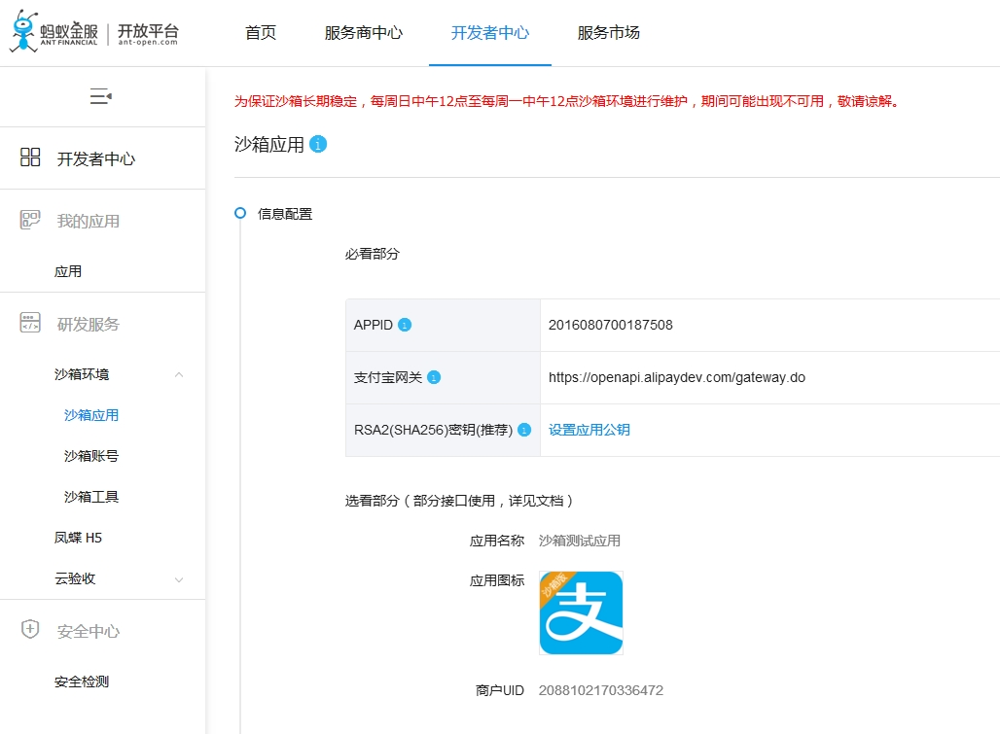 蚂蚁金服 开放平台
ANT FINANCIAL ant-open.com
首页 服务商中心 开发者中心 服务市场
为保证沙箱长期稳定，每周日中午12点至每周一中午12点沙箱环境进行维护，期间可能出现不可用，敬请谅解。
沙箱应用
开发者中心
我的应用
应用
研发服务
沙箱环境
沙箱应用
沙箱账号
沙箱工具
凤蝶 H5
云验收
安全中心
安全检测
信息配置
必看部分
APPID 2016080700187508
支付宝网关 https://openapi.alipaydev.com/gateway.do
RSA2(SHA256)密钥(推荐) 设置应用公钥
选看部分（部分接口使用，详见文档）
应用名称 沙箱测试应用
应用图标
沙箱版
支
商户UID 2088102170336472